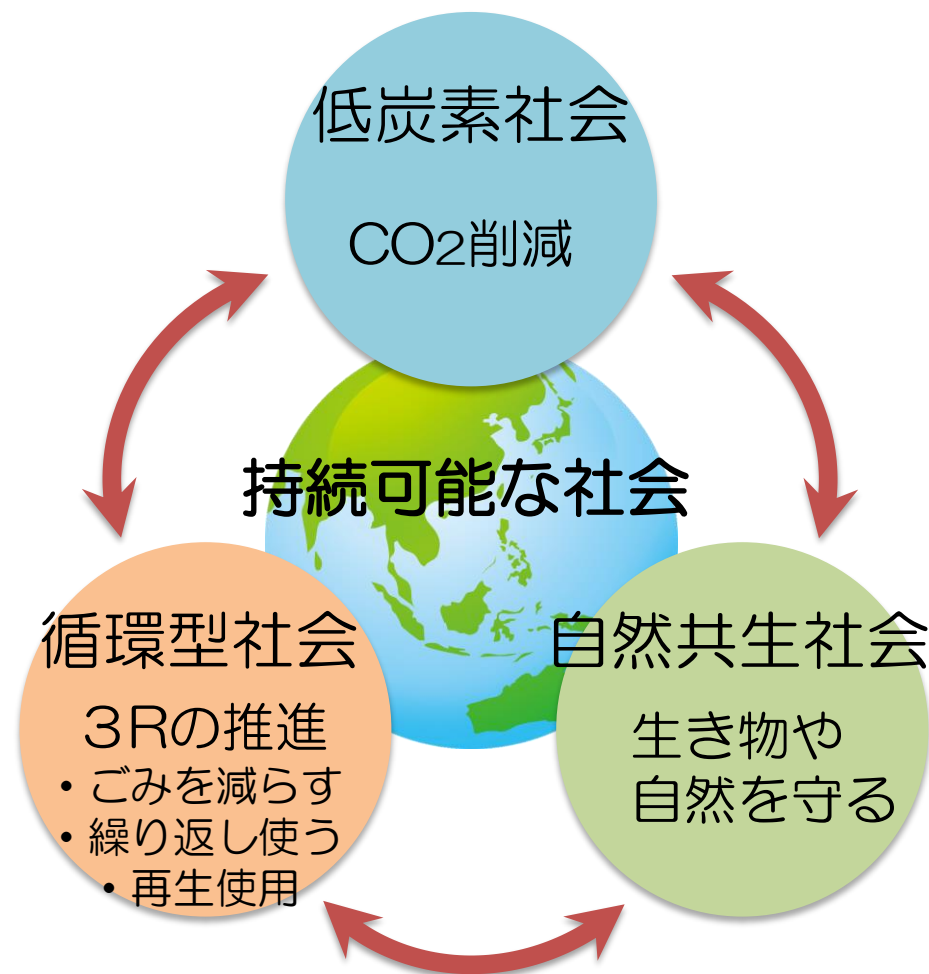 低炭素社会
CO2削減
持続可能な社会
循環型社会
3Rの推進
・ごみを減らす
・繰り返し使う
・再生使用
自然共生社会
生き物や
自然を守る